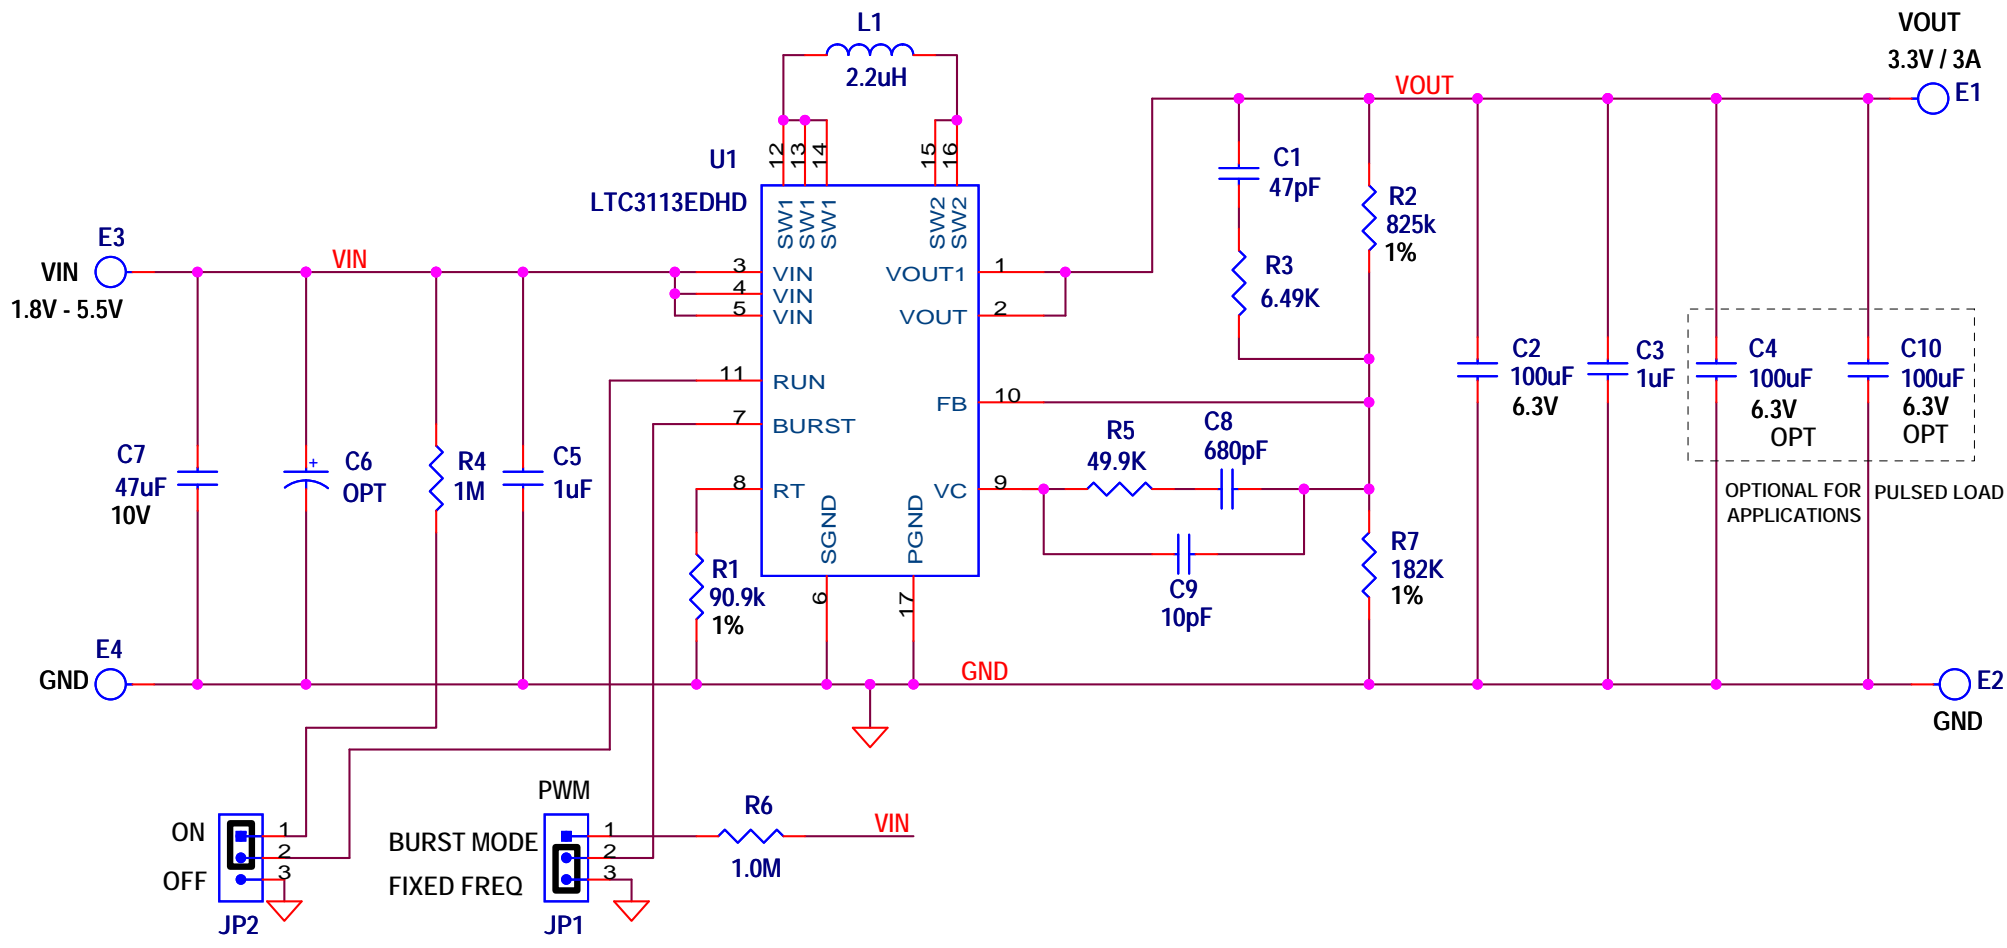 L1
2.2uH
VOUT
3.3V / 3A
E1
VOUT
U1
LTC3113EDHD
12
13
14
15
16
SW1
SW1
SW1
SW2
SW2
C1
47pF
R2
825k
1%
R3
6.49K
E3
VIN
1.8V - 5.5V
VIN
3
VIN
4
VIN
5
VIN
VOUT1
1
VOUT
2
11
RUN
7
BURST
8
RT
FB
10
VC
9
SGND
PGND
6
17
C7
47uF
10V
+
C6
OPT
R4
1M
C5
1uF
R1
90.9k
1%
R5
49.9K
C8
680pF
C9
10pF
R7
182K
1%
C2
100uF
6.3V
C3
1uF
C4
100uF
6.3V
OPT
C10
100uF
6.3V
OPT
OPTIONAL FOR PULSED LOAD
APPLICATIONS
E4
GND
GND
E2
GND
ON
OFF
1
2
3
JP2
PWM
BURST MODE
FIXED FREQ
1
2
3
JP1
R6
1.0M
VIN